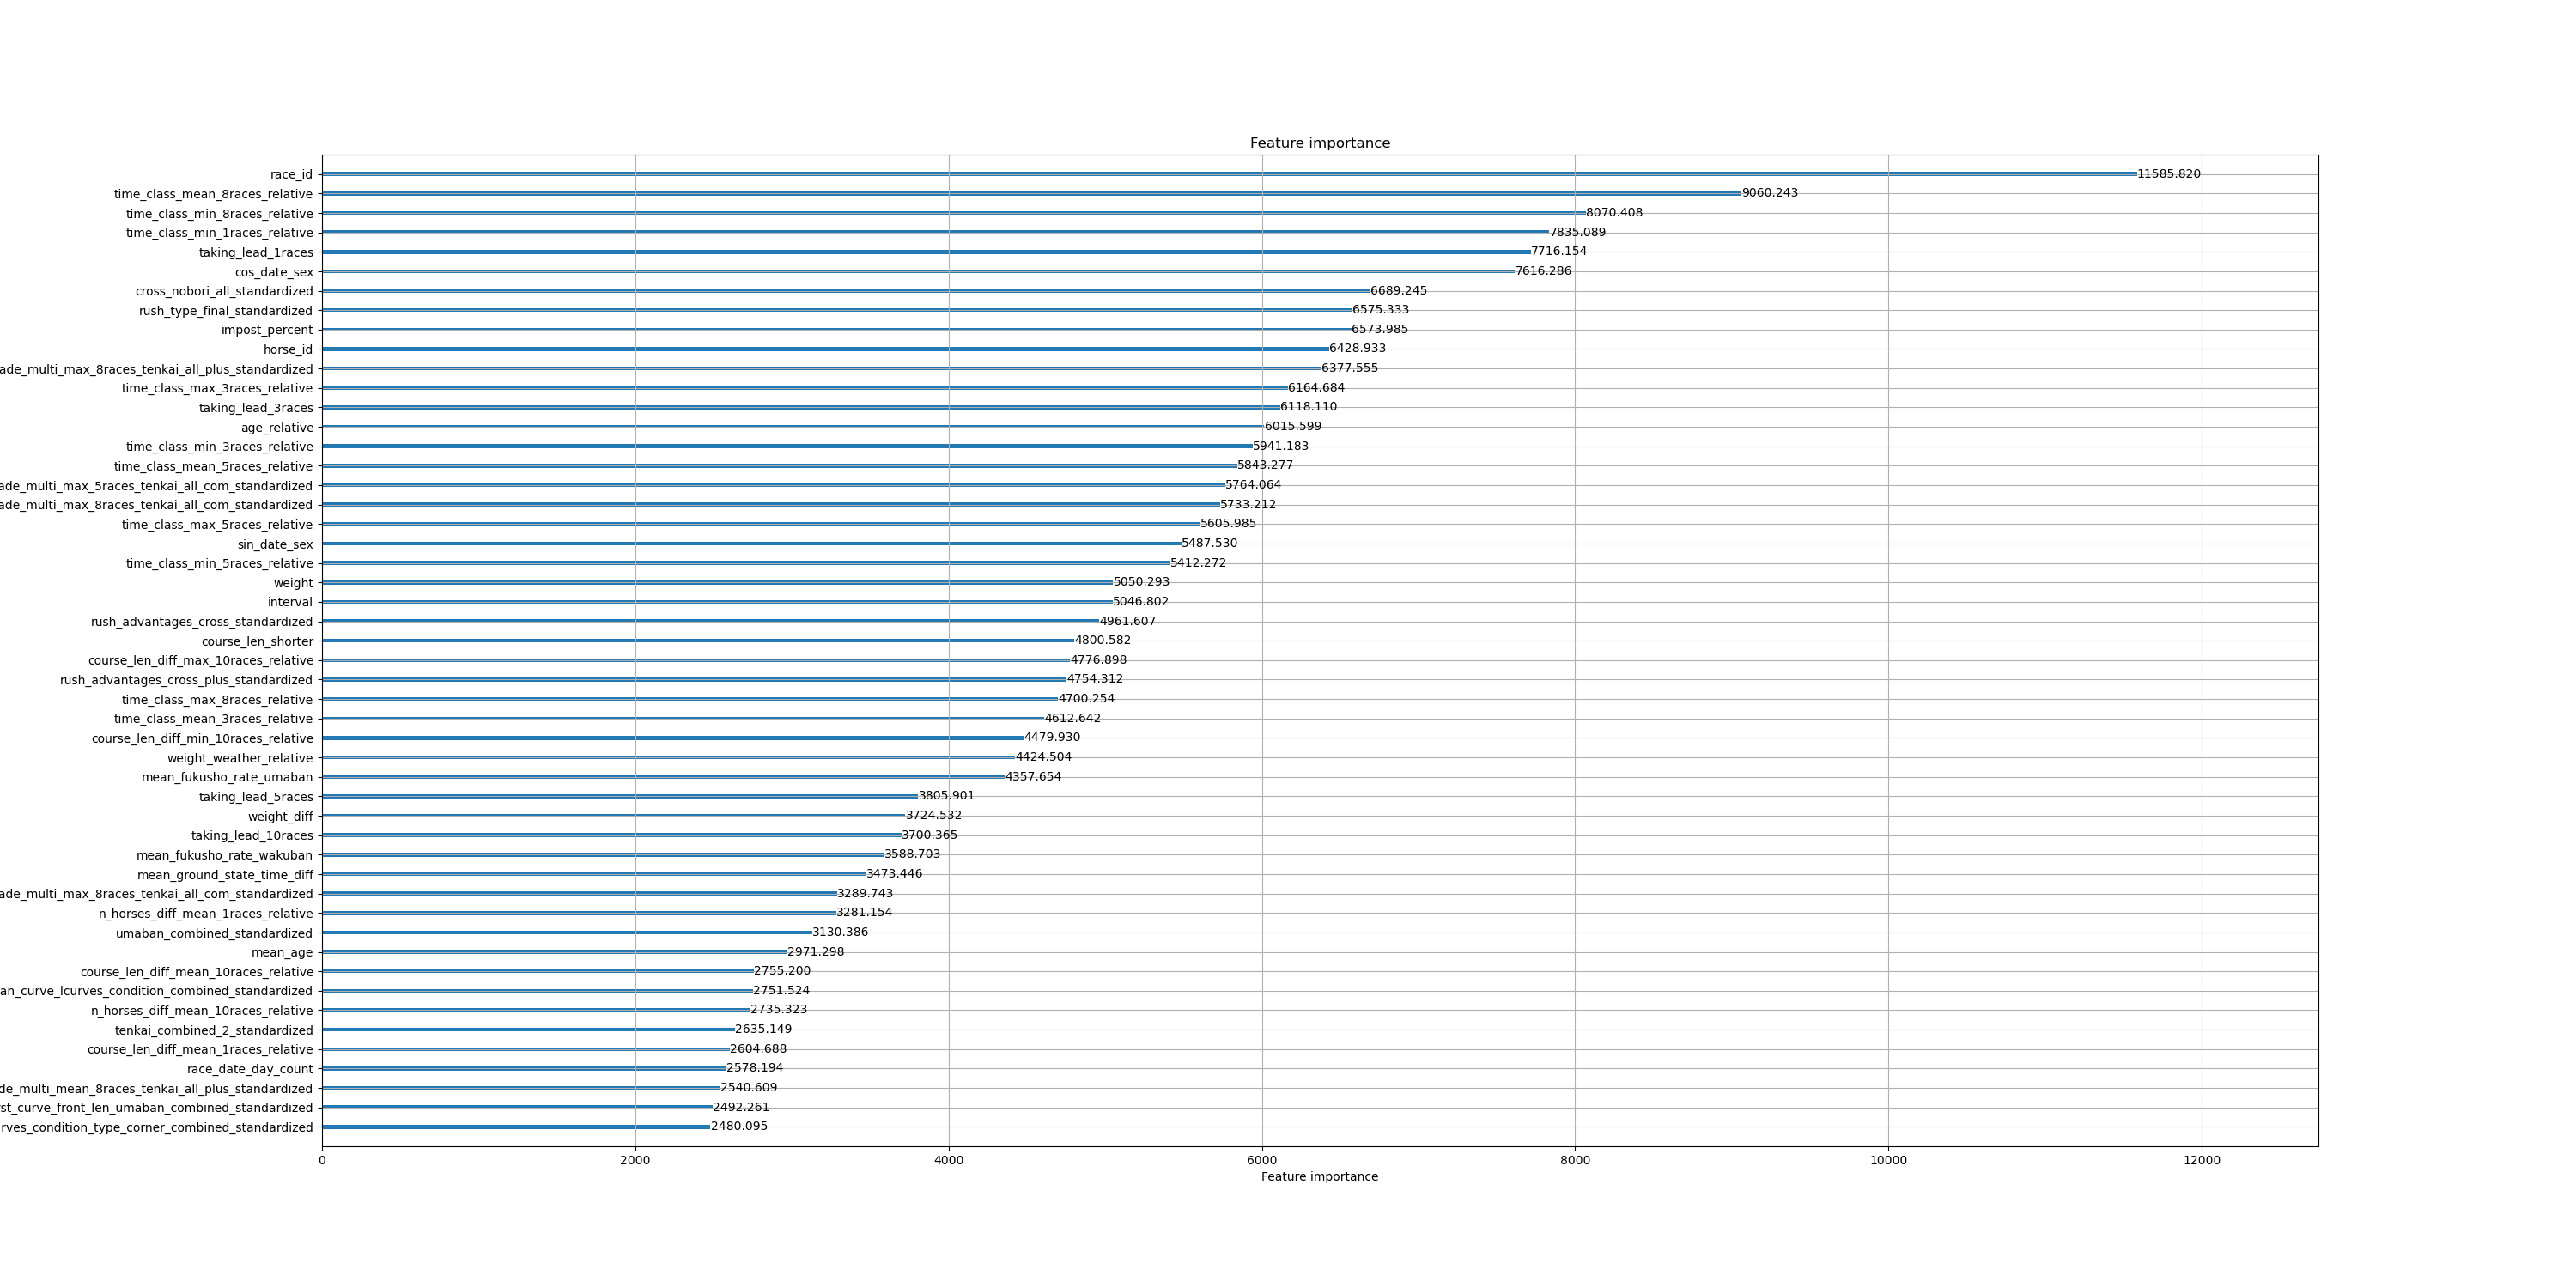 Feature importance
race_id 11585.820
time_class_mean_8races_relative 9060.243
time_class_min_8races_relative 8070.408
time_class_min_1races_relative 7835.089
taking_lead_1races 7716.154
cos_date_sex 7616.286
cross_nobori_all_standardized 6689.245
rush_type_final_standardized 6575.333
impost_percent 6573.985
horse_id 6428.933
ade_multi_max_8races_tenkai_all_plus_standardized 6377.555
time_class_max_3races_relative 6164.684
taking_lead_3races 6118.110
age_relative 6015.599
time_class_min_3races_relative 5941.183
time_class_mean_5races_relative 5843.277
ade_multi_max_5races_tenkai_all_com_standardized 5764.064
ade_multi_max_8races_tenkai_all_com_standardized 5733.212
time_class_max_5races_relative 5605.985
sin_date_sex 5487.530
time_class_min_5races_relative 5412.272
weight 5050.293
interval 5046.802
rush_advantages_cross_standardized 4961.607
course_len_shorter 4800.582
course_len_diff_max_10races_relative 4776.898
rush_advantages_cross_plus_standardized 4754.312
time_class_max_8races_relative 4700.254
time_class_mean_3races_relative 4612.642
course_len_diff_min_10races_relative 4479.930
weight_weather_relative 4424.504
mean_fukusho_rate_umaban 4357.654
taking_lead_5races 3805.901
weight_diff 3724.532
taking_lead_10races 3700.365
mean_fukusho_rate_wakuban 3588.703
mean_ground_state_time_diff 3473.446
ade_multi_max_8races_tenkai_all_com_standardized 3289.743
n_horses_diff_mean_1races_relative 3281.154
umaban_combined_standardized 3130.386
mean_age 2971.298
course_len_diff_mean_10races_relative 2755.200
an_curve_lcurves_condition_combined_standardized 2751.524
n_horses_diff_mean_10races_relative 2735.323
tenkai_combined_2_standardized 2635.149
course_len_diff_mean_1races_relative 2604.688
race_date_day_count 2578.194
de_multi_mean_8races_tenkai_all_plus_standardized 2540.609
st_curve_front_len_umaban_combined_standardized 2492.261
rves_condition_type_corner_combined_standardized 2480.095
0 2000 4000 6000 8000 10000 12000
Feature importance